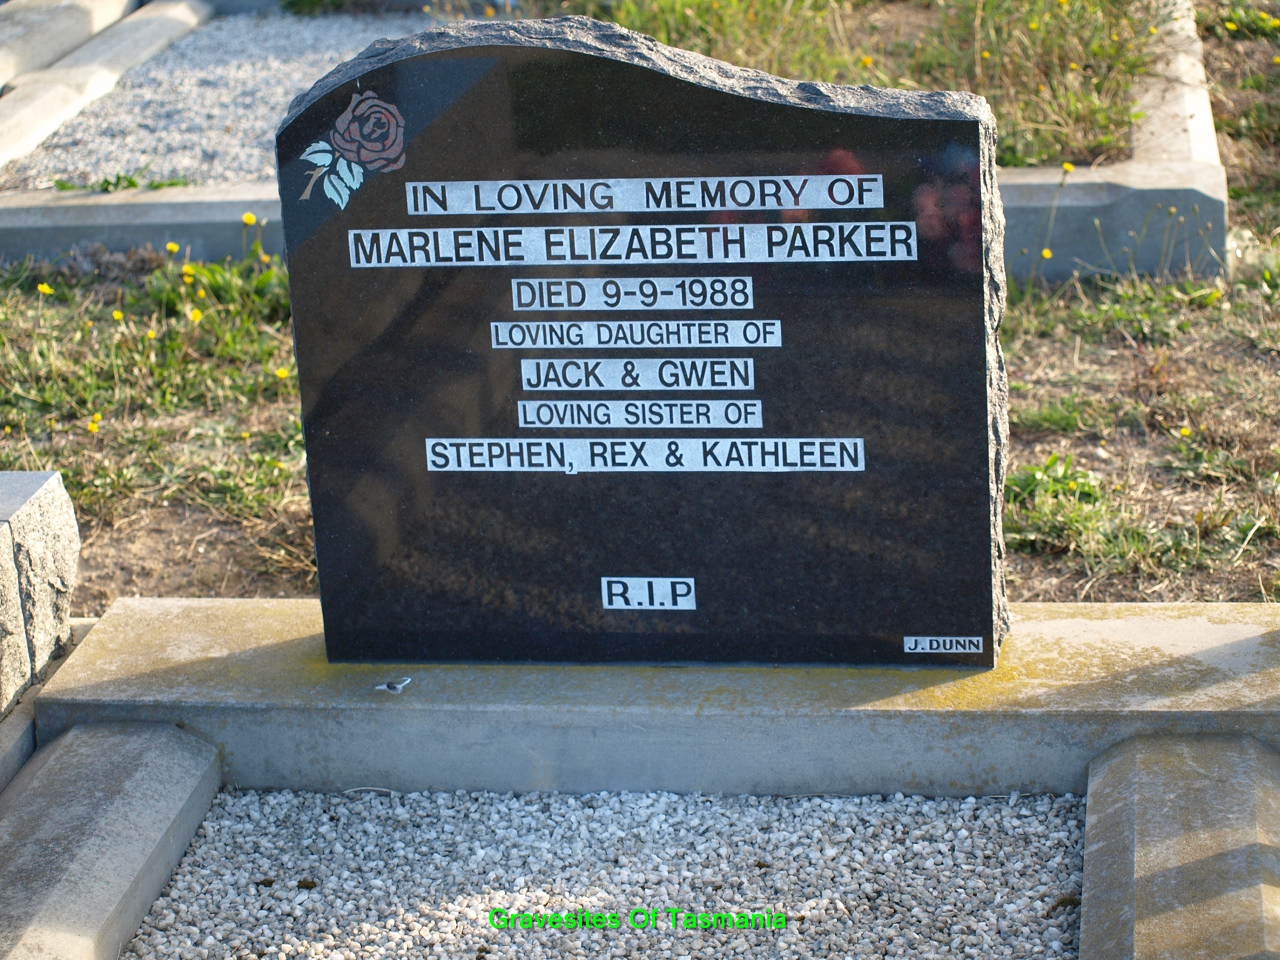 IN LOVING MEMORY OF
MARLENE ELIZABETH PARKER
DIED 9-9-1988
LOVING DAUGHTER OF
JACK & GWEN
LOVING SISTER OF
STEPHEN, REX & KATHLEEN
R.I.P
J. DUNN
Gravesites Of Tasmania